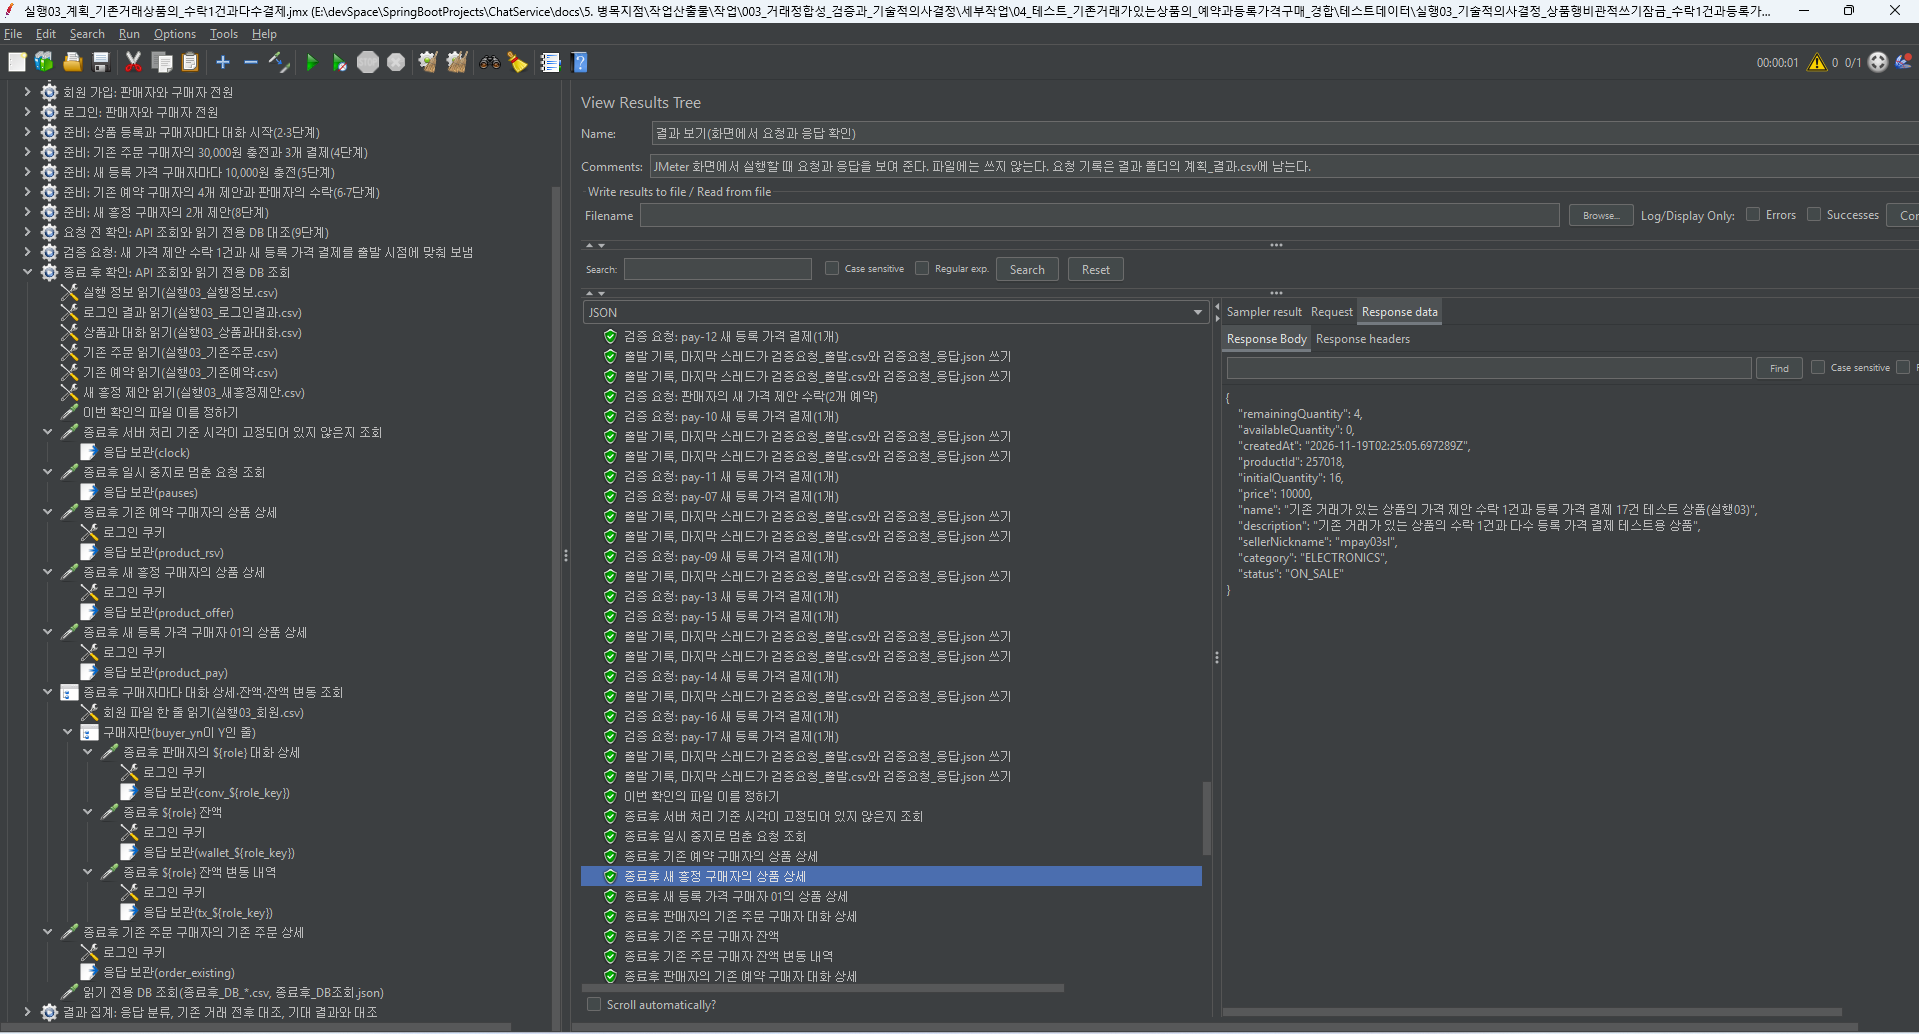 실행03_계획_기존거래상품의_수락1건과다수결제.jmx (E:\devSpace\SpringBootProjects\ChatService\docs\5. 병목지점\작업산출물\작업\003_거래정합성_검증과_기술적의사결정\세부작업\04_테스트_기존거래가있는상품의_예약과등록가격구매_경합\테스트데이터\실행03_기술적의사결정_상품행비관적쓰기잠금_수락1건과등록가...
File Edit Search Run Options Tools Help
00:00:01 0 0/1
회원 가입: 판매자와 구매자 전원
로그인: 판매자와 구매자 전원
준비: 상품 등록과 구매자마다 대화 시작(2·3단계)
준비: 기존 주문 구매자의 30,000원 충전과 3개 결제(4단계)
준비: 새 등록 가격 구매자마다 10,000원 충전(5단계)
준비: 기존 예약 구매자의 4개 제안과 판매자의 수락(6·7단계)
준비: 새 흥정 구매자의 2개 제안(8단계)
요청 전 확인: API 조회와 읽기 전용 DB 대조(9단계)
검증 요청: 새 가격 제안 수락 1건과 새 등록 가격 결제를 출발 시점에 맞춰 보냄
종료 후 확인: API 조회와 읽기 전용 DB 조회
실행 정보 읽기(실행03_실행정보.csv)
로그인 결과 읽기(실행03_로그인결과.csv)
상품과 대화 읽기(실행03_상품과대화.csv)
기존 주문 읽기(실행03_기존주문.csv)
기존 예약 읽기(실행03_기존예약.csv)
새 흥정 제안 읽기(실행03_새흥정제안.csv)
이번 확인의 파일 이름 정하기
종료후 서버 처리 기준 시각이 고정되어 있지 않은지 조회
응답 보관(clock)
종료후 일시 중지로 멈춘 요청 조회
응답 보관(pauses)
종료후 기존 예약 구매자의 상품 상세
로그인 쿠키
응답 보관(product_rsv)
종료후 새 흥정 구매자의 상품 상세
로그인 쿠키
응답 보관(product_offer)
종료후 새 등록 가격 구매자 01의 상품 상세
로그인 쿠키
응답 보관(product_pay)
종료후 구매자마다 대화 상세·잔액·잔액 변동 조회
회원 파일 한 줄 읽기(실행03_회원.csv)
구매자만(buyer_yn이 Y인 줄)
종료후 판매자의 ${role} 대화 상세
로그인 쿠키
응답 보관(conv_${role_key})
종료후 ${role} 잔액
로그인 쿠키
응답 보관(wallet_${role_key})
종료후 ${role} 잔액 변동 내역
로그인 쿠키
응답 보관(tx_${role_key})
종료후 기존 주문 구매자의 기존 주문 상세
로그인 쿠키
응답 보관(order_existing)
읽기 전용 DB 조회(종료후_DB_*.csv, 종료후_DB조회.json)
결과 집계: 응답 분류, 기존 거래 전후 대조, 기대 결과와 대조
View Results Tree
Name: 결과 보기(화면에서 요청과 응답 확인)
Comments: JMeter 화면에서 실행할 때 요청과 응답을 보여 준다. 파일에는 쓰지 않는다. 요청 기록은 결과 폴더의 계획_결과.csv에 남는다.
Write results to file / Read from file
Filename Browse... Log/Display Only: Errors Successes Cor
Search: Case sensitive Regular exp. Search Reset
JSON
검증 요청: pay-12 새 등록 가격 결제(1개)
출발 기록, 마지막 스레드가 검증요청_출발.csv와 검증요청_응답.json 쓰기
출발 기록, 마지막 스레드가 검증요청_출발.csv와 검증요청_응답.json 쓰기
검증 요청: 판매자의 새 가격 제안 수락(2개 예약)
검증 요청: pay-10 새 등록 가격 결제(1개)
출발 기록, 마지막 스레드가 검증요청_출발.csv와 검증요청_응답.json 쓰기
출발 기록, 마지막 스레드가 검증요청_출발.csv와 검증요청_응답.json 쓰기
검증 요청: pay-11 새 등록 가격 결제(1개)
검증 요청: pay-07 새 등록 가격 결제(1개)
출발 기록, 마지막 스레드가 검증요청_출발.csv와 검증요청_응답.json 쓰기
출발 기록, 마지막 스레드가 검증요청_출발.csv와 검증요청_응답.json 쓰기
검증 요청: pay-09 새 등록 가격 결제(1개)
출발 기록, 마지막 스레드가 검증요청_출발.csv와 검증요청_응답.json 쓰기
검증 요청: pay-13 새 등록 가격 결제(1개)
검증 요청: pay-15 새 등록 가격 결제(1개)
출발 기록, 마지막 스레드가 검증요청_출발.csv와 검증요청_응답.json 쓰기
출발 기록, 마지막 스레드가 검증요청_출발.csv와 검증요청_응답.json 쓰기
검증 요청: pay-14 새 등록 가격 결제(1개)
출발 기록, 마지막 스레드가 검증요청_출발.csv와 검증요청_응답.json 쓰기
검증 요청: pay-16 새 등록 가격 결제(1개)
검증 요청: pay-17 새 등록 가격 결제(1개)
출발 기록, 마지막 스레드가 검증요청_출발.csv와 검증요청_응답.json 쓰기
출발 기록, 마지막 스레드가 검증요청_출발.csv와 검증요청_응답.json 쓰기
이번 확인의 파일 이름 정하기
종료후 서버 처리 기준 시각이 고정되어 있지 않은지 조회
종료후 일시 중지로 멈춘 요청 조회
종료후 기존 예약 구매자의 상품 상세
종료후 새 흥정 구매자의 상품 상세
종료후 새 등록 가격 구매자 01의 상품 상세
종료후 판매자의 기존 주문 구매자 대화 상세
종료후 기존 주문 구매자 잔액
종료후 기존 주문 구매자 잔액 변동 내역
종료후 판매자의 기존 예약 구매자 대화 상세
Scroll automatically?
Sampler result Request Response data
Response Body Response headers
Find Case sensitive
{
"remainingQuantity": 4,
"availableQuantity": 0,
"createdAt": "2026-11-19T02:25:05.697289Z",
"productId": 257018,
"initialQuantity": 16,
"price": 10000,
"name": "기존 거래가 있는 상품의 가격 제안 수락 1건과 등록 가격 결제 17건 테스트 상품(실행03)",
"description": "기존 거래가 있는 상품의 수락 1건과 다수 등록 가격 결제 테스트용 상품",
"sellerNickname": "mpay03sl",
"category": "ELECTRONICS",
"status": "ON_SALE"
}